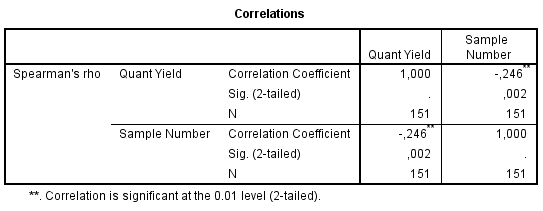 Correlations
Quant Yield Sample Number
Spearman's rho Quant Yield Correlation Coefficient 1,000 -,246**
Sig. (2-tailed) . ,002
N 151 151
Sample Number Correlation Coefficient -,246** 1,000
Sig. (2-tailed) ,002 .
N 151 151
**. Correlation is significant at the 0.01 level (2-tailed).